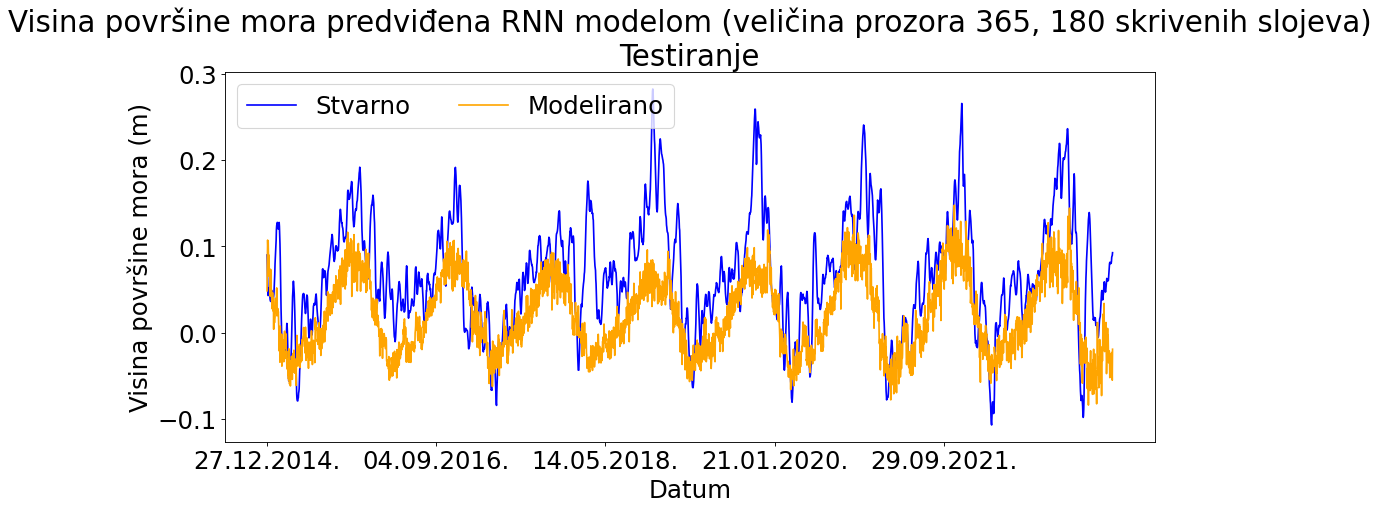 Visina površine mora predviđena RNN modelom (veličina prozora 365, 180 skrivenih slojeva)
Testiranje
Stvarno
Modelirano
Visina površine mora (m)
0.3
0.2
0.1
0.0
−0.1
27.12.2014.
04.09.2016.
14.05.2018.
21.01.2020.
29.09.2021.
Datum